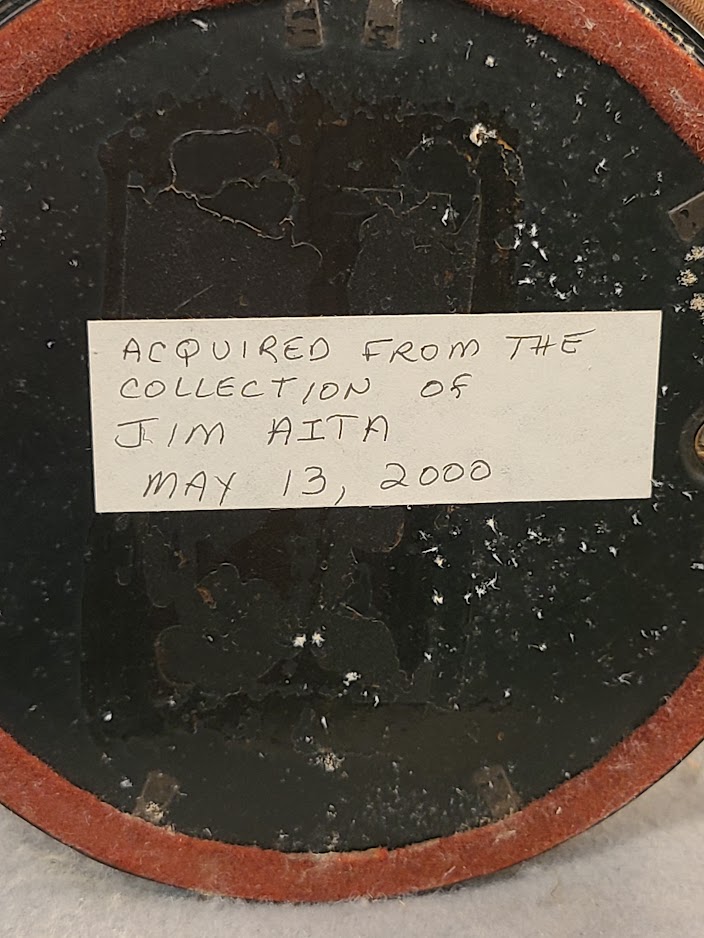 ACQUIRED FROM THE
COLLECTION OF
JIM AITA
MAY 13, 2000